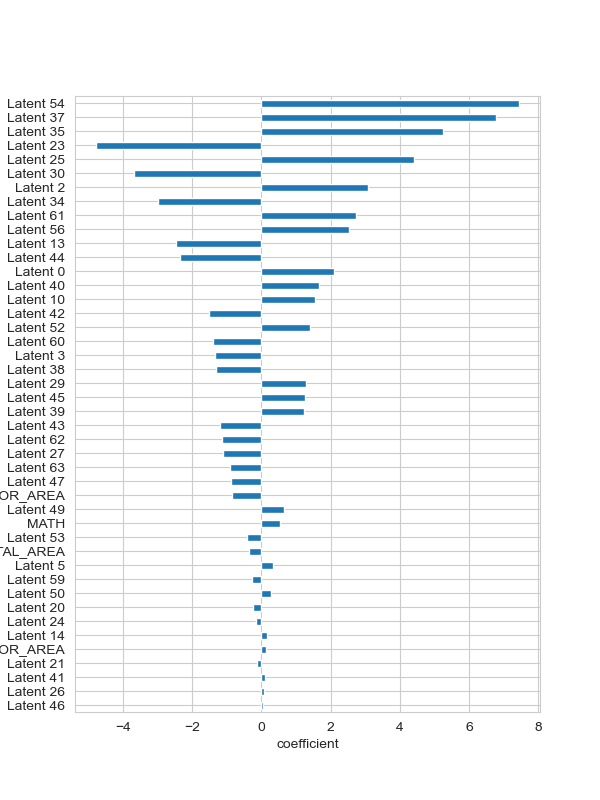 Latent 54
Latent 37
Latent 35
Latent 23
Latent 25
Latent 30
Latent 2
Latent 34
Latent 61
Latent 56
Latent 13
Latent 44
Latent 0
Latent 40
Latent 10
Latent 42
Latent 52
Latent 60
Latent 3
Latent 38
Latent 29
Latent 45
Latent 39
Latent 43
Latent 62
Latent 27
Latent 63
Latent 47
OR_AREA
Latent 49
MATH
Latent 53
TAL_AREA
Latent 5
Latent 59
Latent 50
Latent 20
Latent 24
Latent 14
OR_AREA
Latent 21
Latent 41
Latent 26
Latent 46
−4 −2 0 2 4 6 8
coefficient